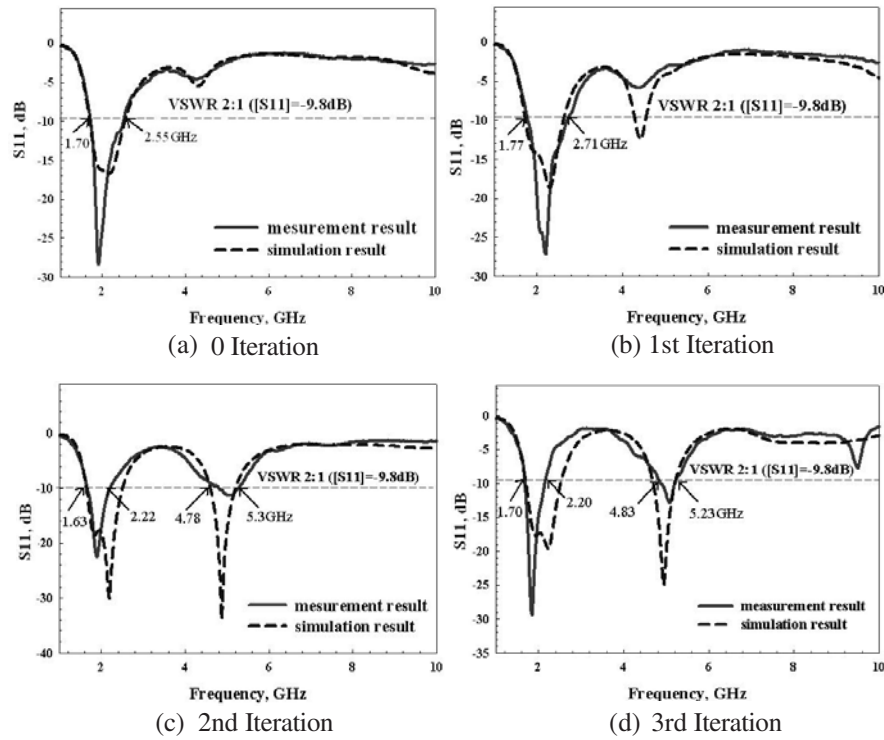 0
-5
-10
-15
-20
-25
-30
S11, dB
VSWR 2:1 ([S11]=-9.8dB)
1.70
2.55GHz
mesurement result
simulation result
2 4 6 8 10
Frequency, GHz
(a) 0 Iteration
0
-5
-10
-15
-20
-25
-30
S11, dB
VSWR 2:1 ([S11]=-9.8dB)
1.77
2.71GHz
measurement result
simulation result
2 4 6 8 10
Frequency, GHz
(b) 1st Iteration
0
-10
-20
-30
-40
S11, dB
VSWR 2:1 ([S11]=-9.8dB)
1.63
2.22
4.78
5.3GHz
mesurement result
simulation result
2 4 6 8 10
Frequency, GHz
(c) 2nd Iteration
0
-5
-10
-15
-20
-25
-30
-35
S11, dB
VSWR 2:1 ([S11]=-9.8dB)
1.70
2.20
4.83
5.23GHz
measurement result
simulation result
2 4 6 8 10
Frequency, GHz
(d) 3rd Iteration